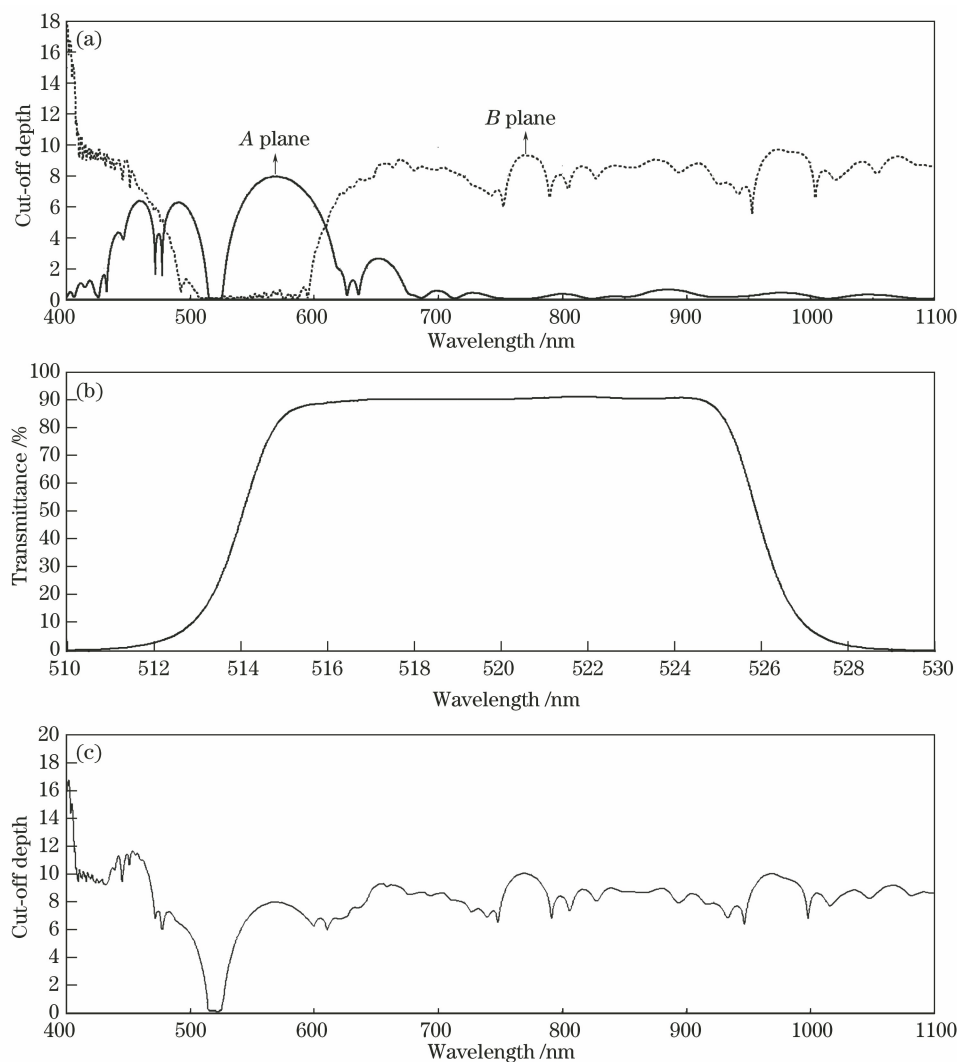 (a)
18
16
14
12
10
8
6
4
2
0
Cut-off depth
A plane
B plane
400 500 600 700 800 900 1000 1100
Wavelength /nm
(b)
100
90
80
70
60
50
40
30
20
10
0
Transmittance /%
510 512 514 516 518 520 522 524 526 528 530
Wavelength /nm
(c)
20
18
16
14
12
10
8
6
4
2
0
Cut-off depth
400 500 600 700 800 900 1000 1100
Wavelength /nm